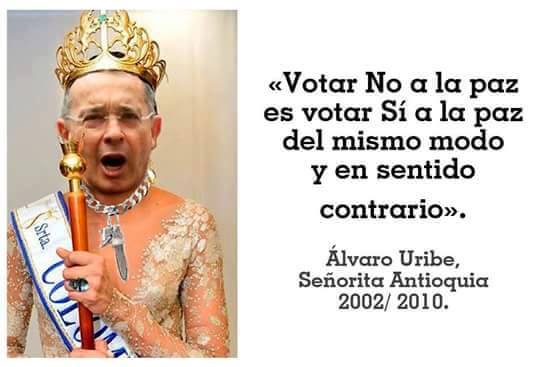 Srta. COLOM
«Votar No a la paz
es votar Sí a la paz
del mismo modo
y en sentido
contrario».
Álvaro Uribe,
Señorita Antioquia
2002/ 2010.